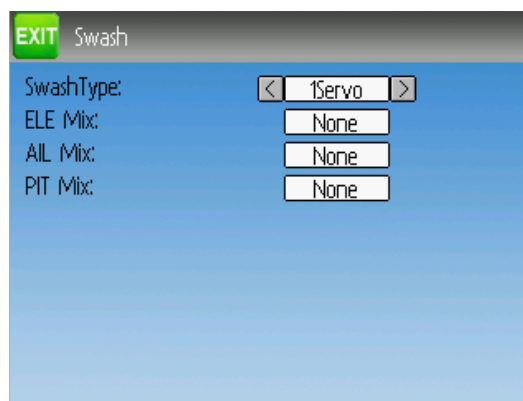 EXIT Swash
SwashType: < 1Servo >
ELE Mix: None
AIL Mix: None
PIT Mix: None